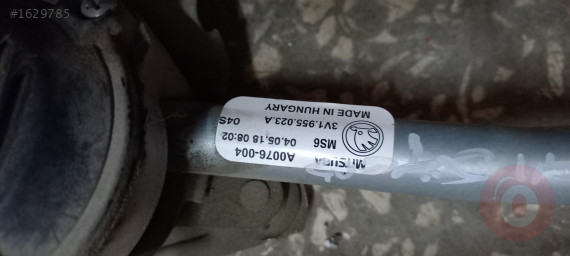 #1629785
MITSUBA A0076-004
MS6 04.05.18 08:02
3V1.955.023.A 04S
MADE IN HUNGARY